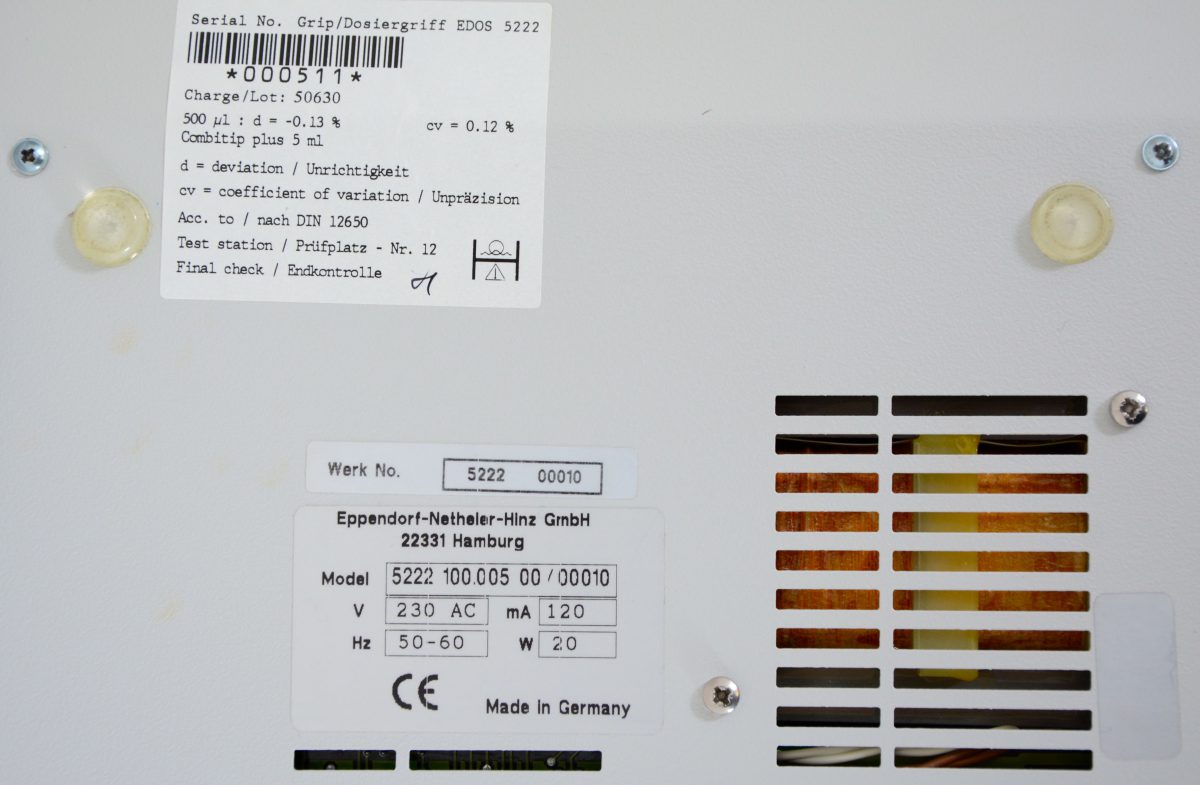 Serial No. Grip/Dosiergriff EDOS 5222
*000511*
Charge/Lot: 50630
500 µl : d = -0.13 % cv = 0.12 %
Combitip plus 5 ml
d = deviation / Unrichtigkeit
cv = coefficient of variation / Unpräzision
Acc. to / nach DIN 12650
Test station / Prüfplatz - Nr. 12
Final check / Endkontrolle
Werk No. 5222 00010
Eppendorf-Netheler-Hinz GmbH
22331 Hamburg
Model 5222 100.005 00 / 00010
V 230 AC mA 120
Hz 50-60 W 20
CE Made in Germany